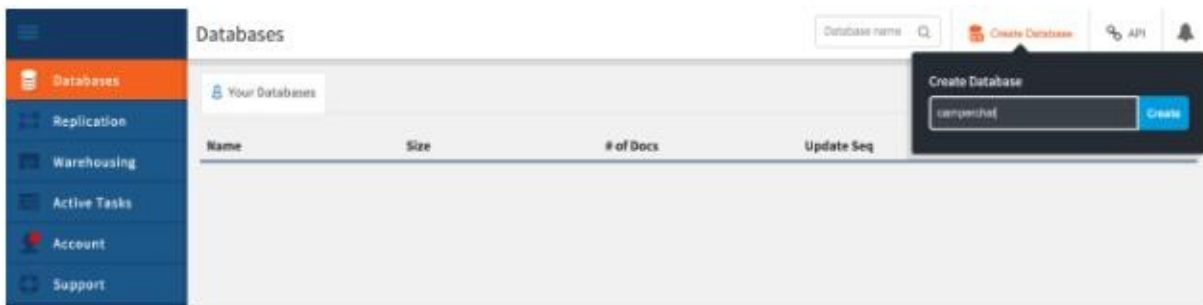 Databases
Database name
Create Database
API
Databases
Replication
Warehousing
Active Tasks
Account
Support
Your Databases
Name Size # of Docs Update Seq
Create Database
camperchat
Create